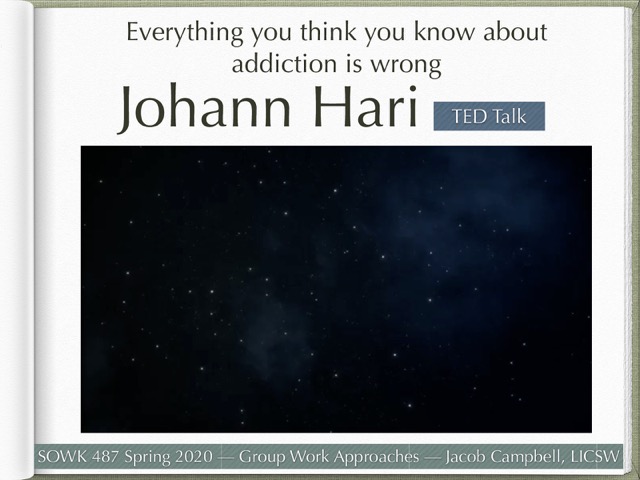 Everything you think you know about
addiction is wrong
Johann Hari TED Talk
SOWK 487 Spring 2020 — Group Work Approaches — Jacob Campbell, LICSW